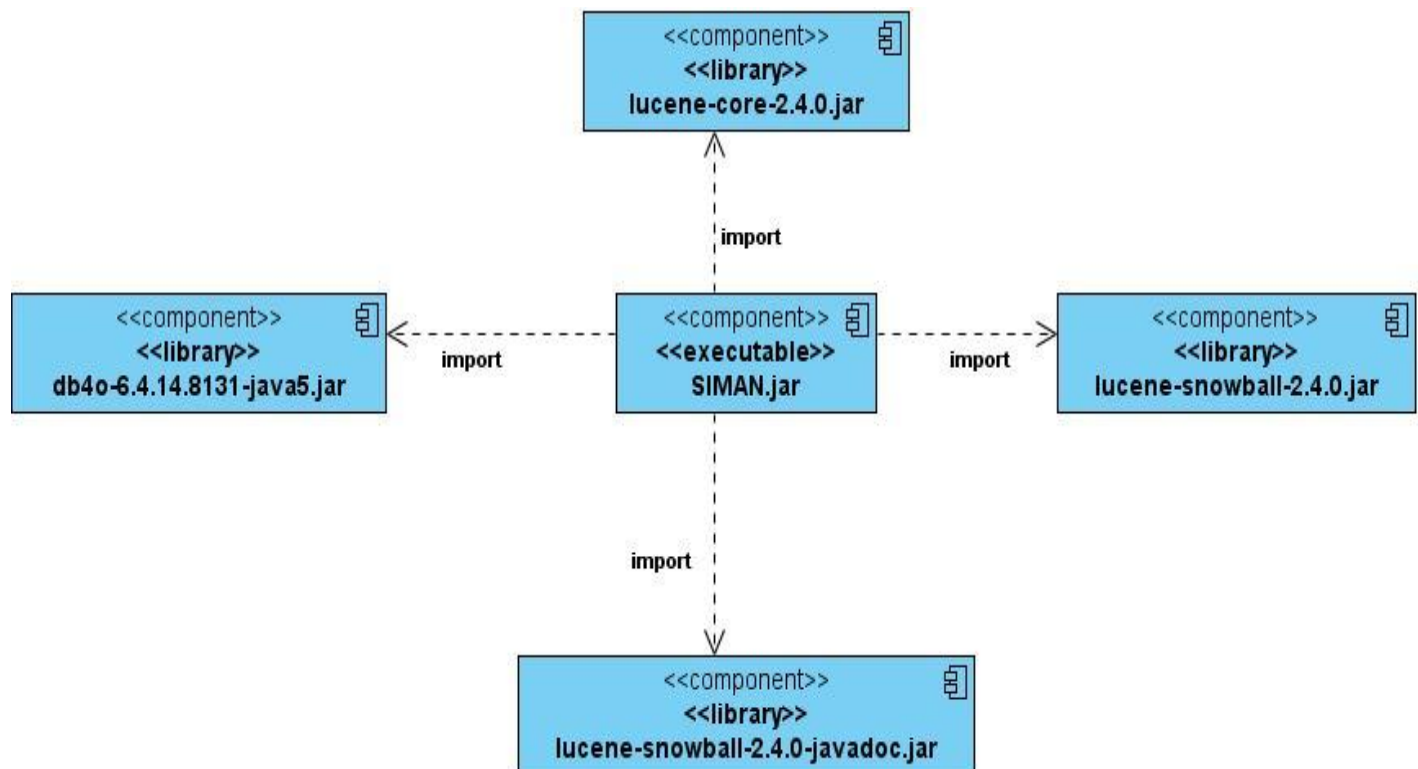 <<component>>
<<library>>
lucene-core-2.4.0.jar
import
<<component>>
<<library>>
db4o-6.4.14.8131-java5.jar
import
<<component>>
<<executable>>
SIMAN.jar
import
<<component>>
<<library>>
lucene-snowball-2.4.0.jar
import
<<component>>
<<library>>
lucene-snowball-2.4.0-javadoc.jar